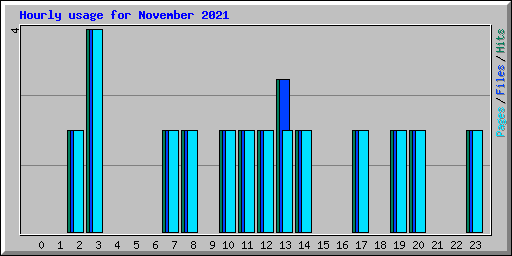 Hourly usage for November 2021
4
Pages/Files/Hits
0 1 2 3 4 5 6 7 8 9 10 11 12 13 14 15 16 17 18 19 20 21 22 23